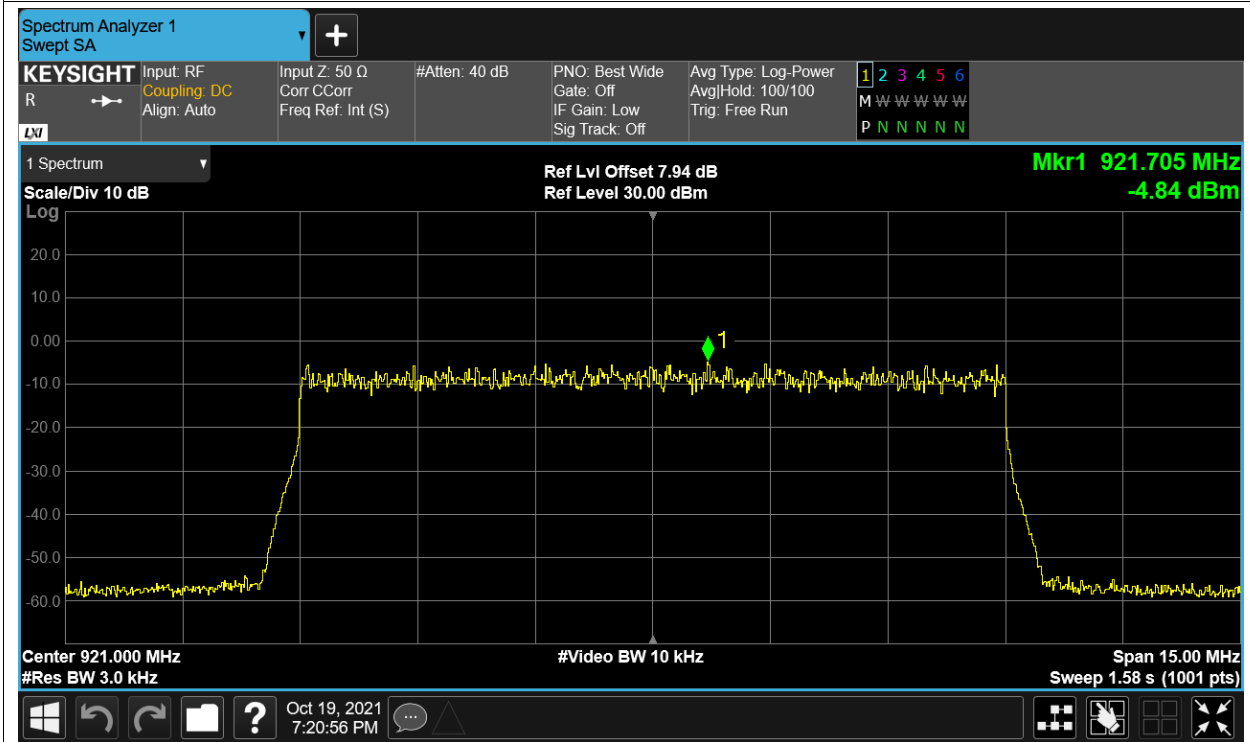 Spectrum Analyzer 1
Swept SA
+
KEYSIGHT
R
LXI
Input: RF
Coupling: DC
Align: Auto
Input Z: 50 Ω
Corr CCorr
Freq Ref: Int (S)
#Atten: 40 dB
PNO: Best Wide
Gate: Off
IF Gain: Low
Sig Track: Off
Avg Type: Log-Power
Avg|Hold: 100/100
Trig: Free Run
1 2 3 4 5 6
M W W W W W
P N N N N N
1 Spectrum
Scale/Div 10 dB
Log
Ref Lvl Offset 7.94 dB
Ref Level 30.00 dBm
Mkr1 921.705 MHz
-4.84 dBm
20.0
10.0
0.00
1
-10.0
-20.0
-30.0
-40.0
-50.0
-60.0
Center 921.000 MHz
#Res BW 3.0 kHz
#Video BW 10 kHz
Span 15.00 MHz
Sweep 1.58 s (1001 pts)
?
Oct 19, 2021
7:20:56 PM